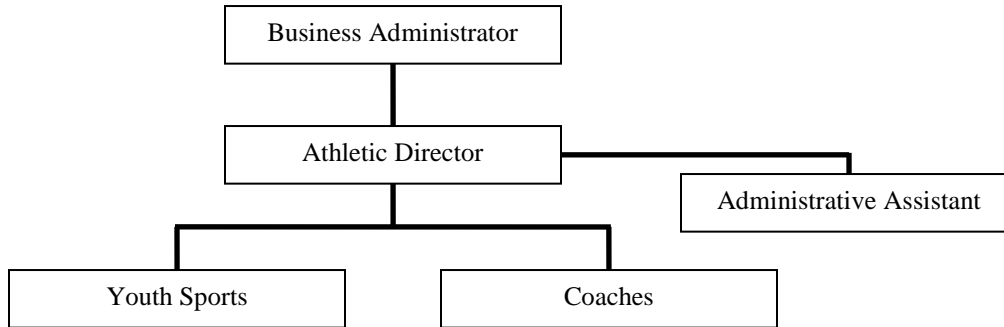 Business Administrator
Athletic Director
Administrative Assistant
Youth Sports
Coaches